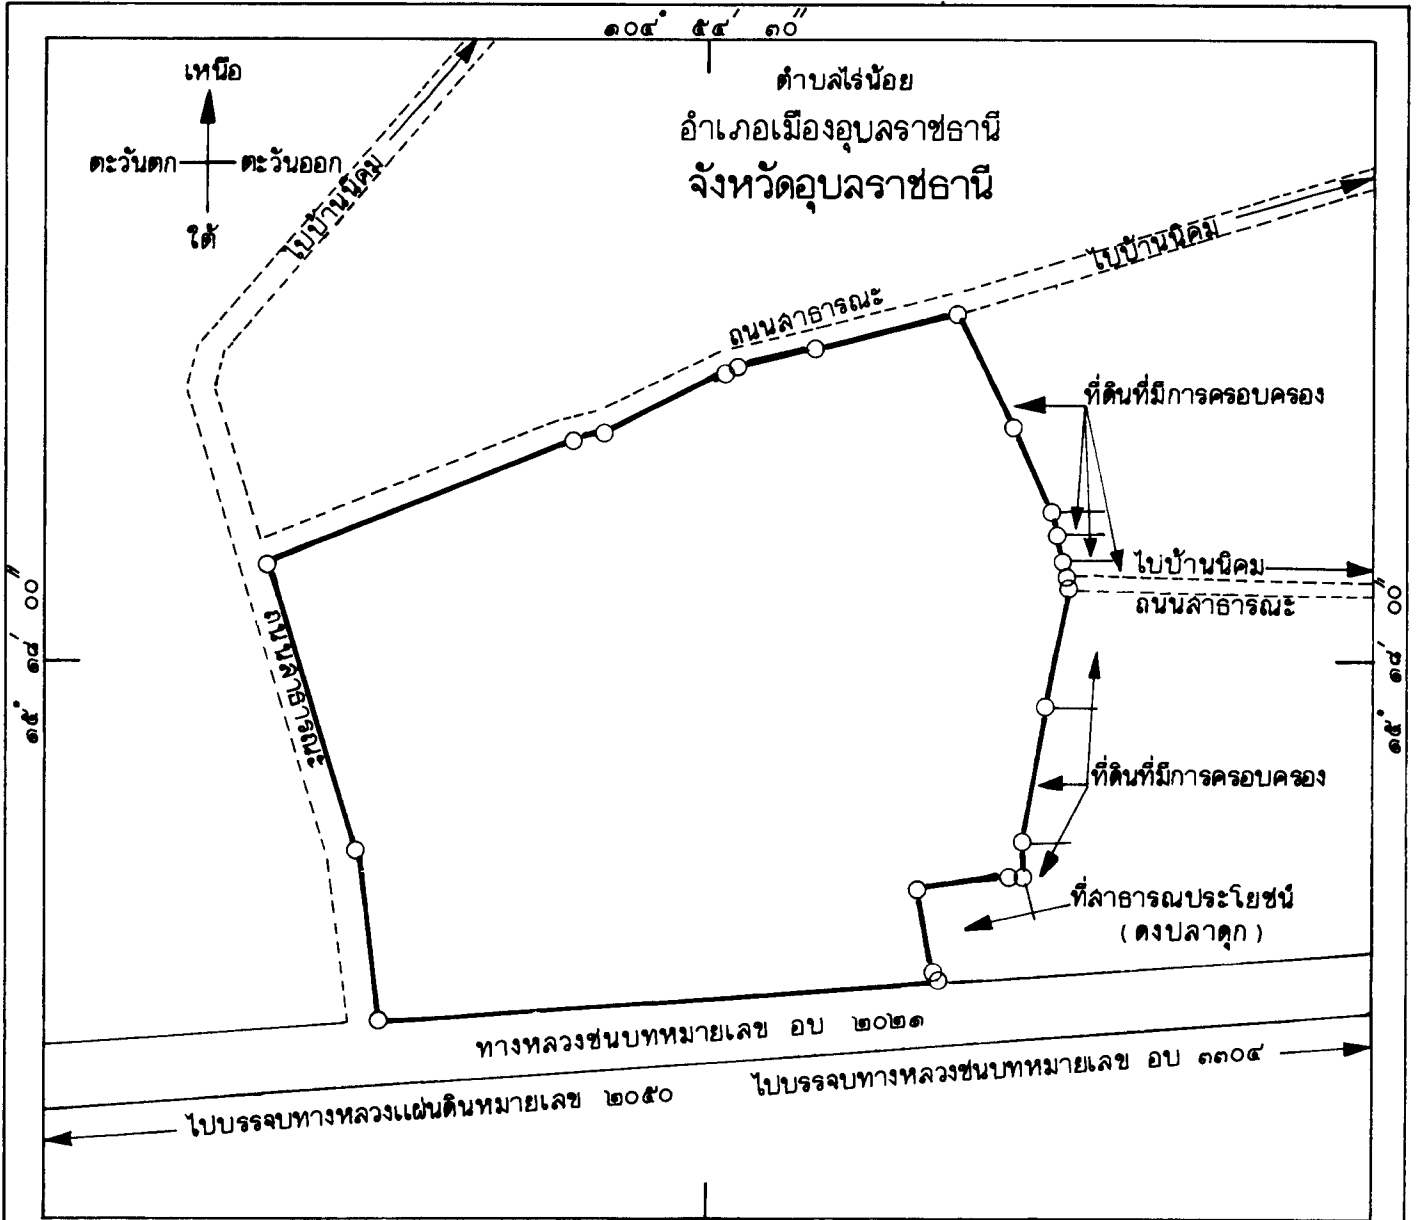 ๑๐๔° ๕๔′ ๓๐″
เหนือ
ตะวันตก
ตะวันออก
ใต้
ตำบลไร่น้อย
อำเภอเมืองอุบลราชธานี
จังหวัดอุบลราชธานี
ไปบ้านนิคม
ไปบ้านนิคม
ถนนสาธารณะ
ที่ดินที่มีการครอบครอง
ไปบ้านนิคม
ถนนสาธารณะ
ถนนสาธารณะ
๑๕° ๑๘′ ๐๐″
๑๕° ๑๘′ ๐๐″
ที่ดินที่มีการครอบครอง
ที่สาธารณประโยชน์
(ดงปลาดุก)
ทางหลวงชนบทหมายเลข อบ ๒๐๒๑
ไปบรรจบทางหลวงชนบทหมายเลข อบ ๓๓๐๔
ไปบรรจบทางหลวงแผ่นดินหมายเลข ๒๐๕๐